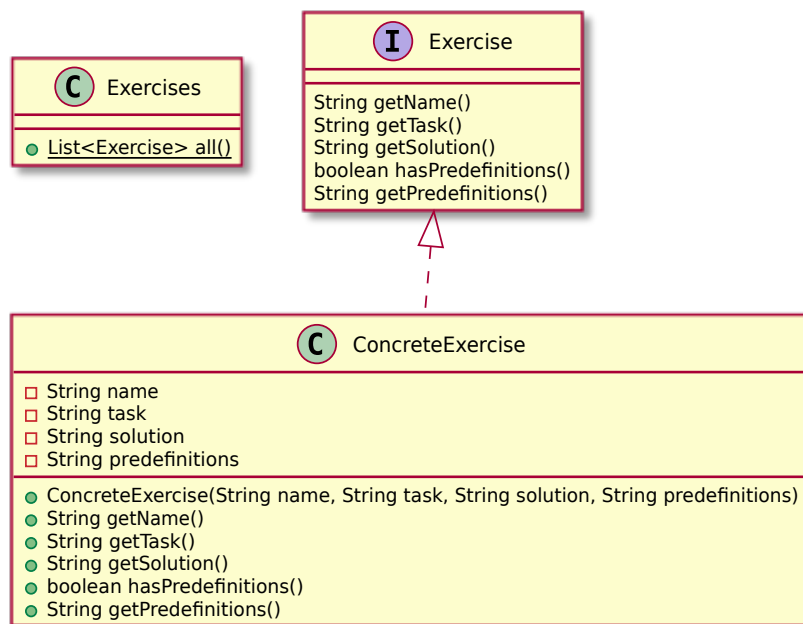 C Exercises
List<Exercise> all()
I Exercise
String getName()
String getTask()
String getSolution()
boolean hasPredefinitions()
String getPredefinitions()
C ConcreteExercise
String name
String task
String solution
String predefinitions
ConcreteExercise(String name, String task, String solution, String predefinitions)
String getName()
String getTask()
String getSolution()
boolean hasPredefinitions()
String getPredefinitions()